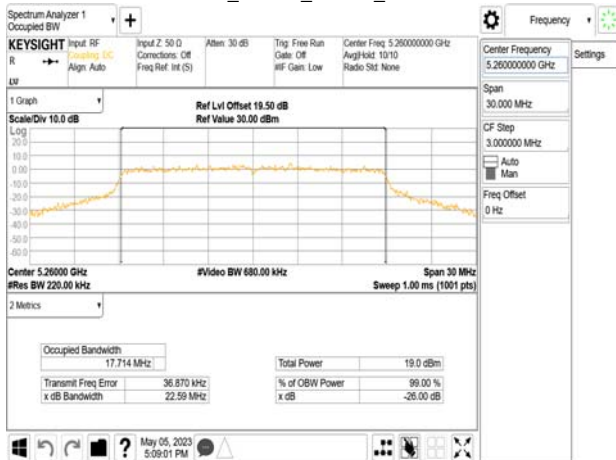 Spectrum Analyzer 1
Occupied BW
+
Frequency
KEYSIGHT
R
LXI
Input: RF
Coupling: DC
Align: Auto
Input Z: 50 Ω
Corrections: Off
Freq Ref: Int (S)
Atten: 30 dB
Trig: Free Run
Gate: Off
#IF Gain: Low
Center Freq: 5.260000000 GHz
Avg|Hold: 10/10
Radio Std: None
Center Frequency
5.260000000 GHz
Settings
Span
30.000 MHz
CF Step
3.000000 MHz
Auto
Man
Freq Offset
0 Hz
1 Graph
Scale/Div 10.0 dB
Ref Lvl Offset 19.50 dB
Ref Value 30.00 dBm
Log
20.0
10.0
0.00
-10.0
-20.0
-30.0
-40.0
-50.0
-60.0
Center 5.26000 GHz
#Res BW 220.00 kHz
#Video BW 680.00 kHz
Span 30 MHz
Sweep 1.00 ms (1001 pts)
2 Metrics
Occupied Bandwidth
17.714 MHz
Total Power 19.0 dBm
Transmit Freq Error 36.870 kHz
% of OBW Power 99.00 %
x dB Bandwidth 22.59 MHz
x dB -26.00 dB
?
May 05, 2023
5:09:01 PM